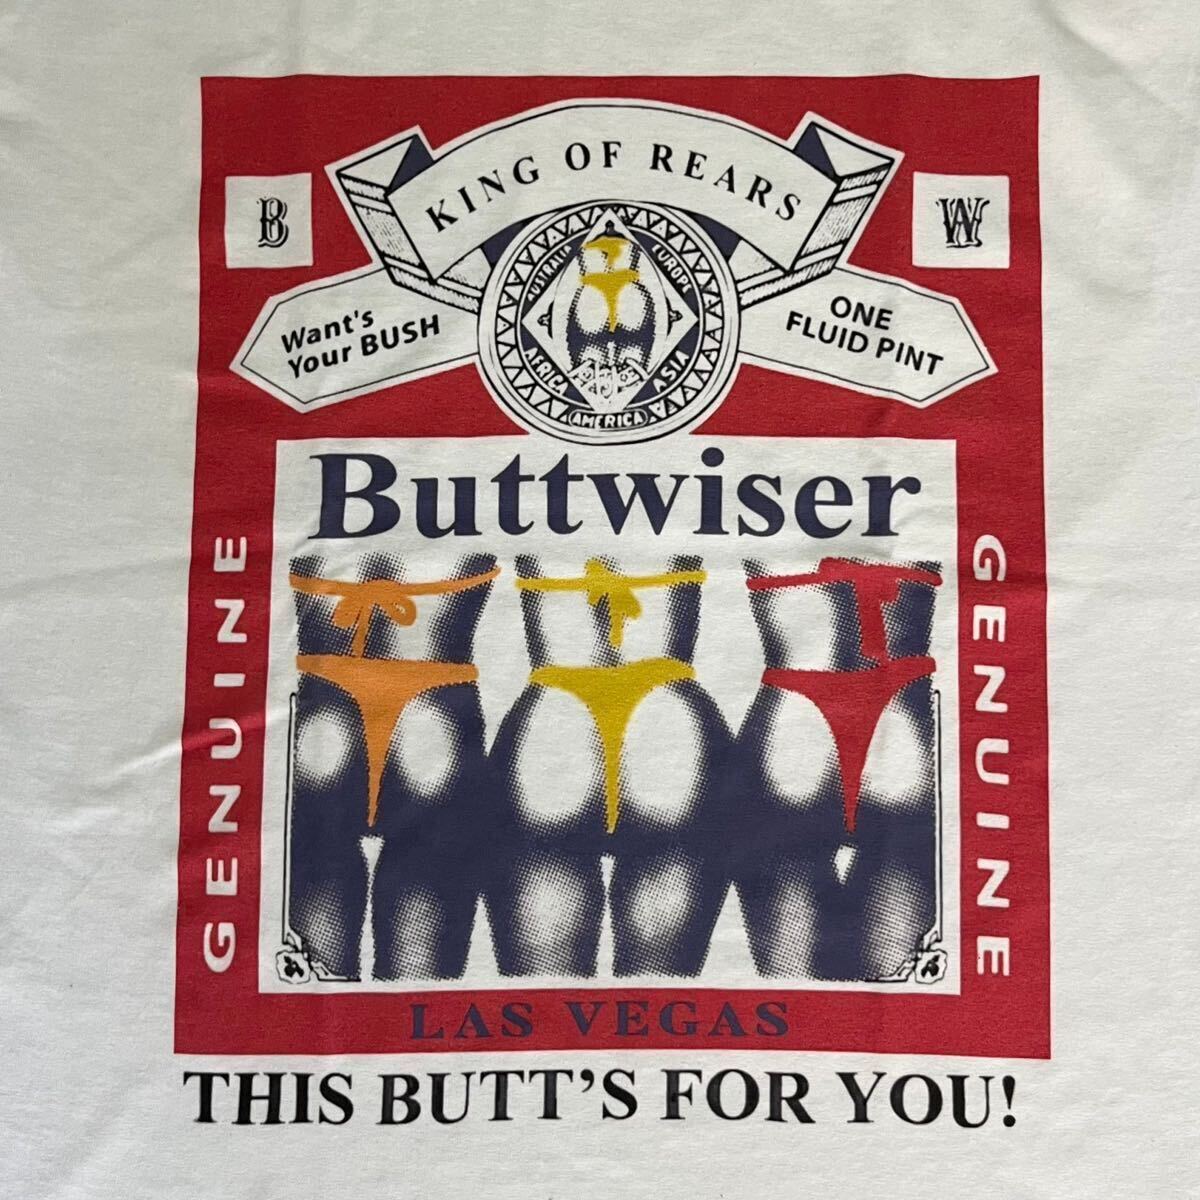 KING OF REARS
B
W
Want's
Your BUSH
ONE
FLUID PINT
AUSTRALIA
EUROPE
AFRICA
ASIA
AMERICA
Buttwiser
GENUINE
GENUINE
LAS VEGAS
THIS BUTT'S FOR YOU!